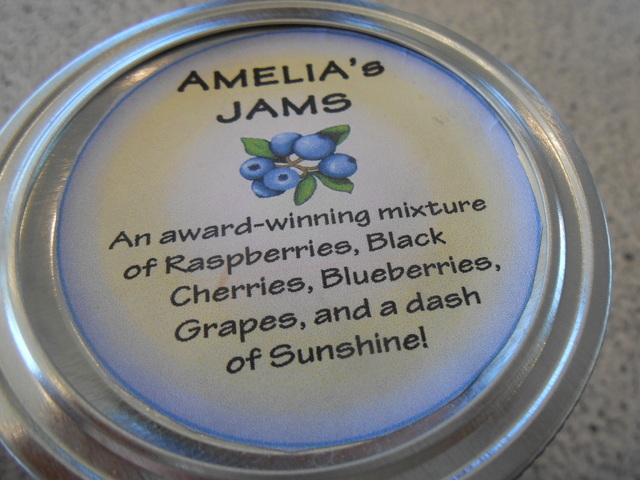 AMELIA's
JAMS
An award-winning mixture
of Raspberries, Black
Cherries, Blueberries,
Grapes, and a dash
of Sunshine!